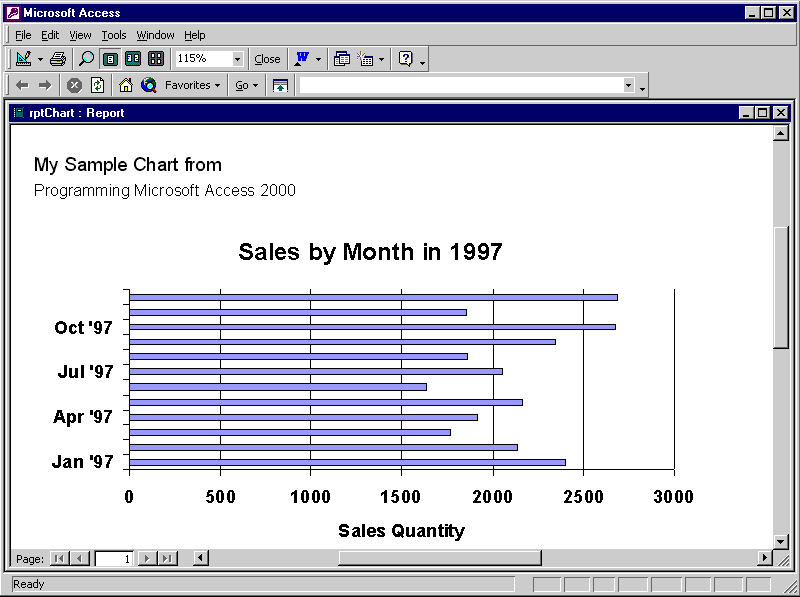 Microsoft Access
File Edit View Tools Window Help
115% Close W
Favorites Go
rptChart : Report
My Sample Chart from
Programming Microsoft Access 2000
Sales by Month in 1997
Oct '97
Jul '97
Apr '97
Jan '97
0 500 1000 1500 2000 2500 3000
Sales Quantity
Page: 1
Ready